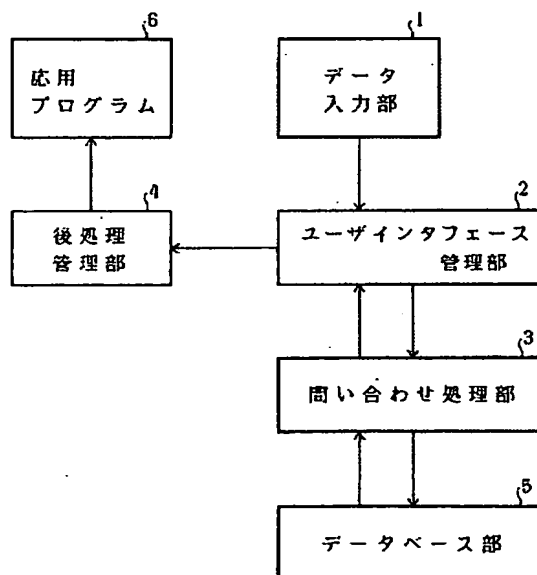 6
応用
プログラム
1
データ
入力部
4
後処理
管理部
2
ユーザインタフェース
管理部
3
問い合わせ処理部
5
データベース部